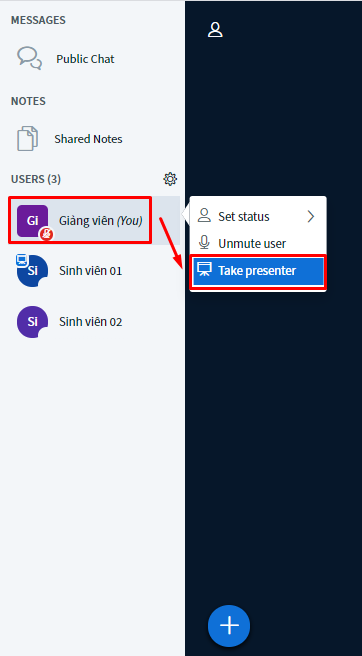 MESSAGES
Public Chat
NOTES
Shared Notes
USERS (3)
Gi
Giảng viên (You)
Si
Sinh viên 01
Si
Sinh viên 02
Set status
Unmute user
Take presenter